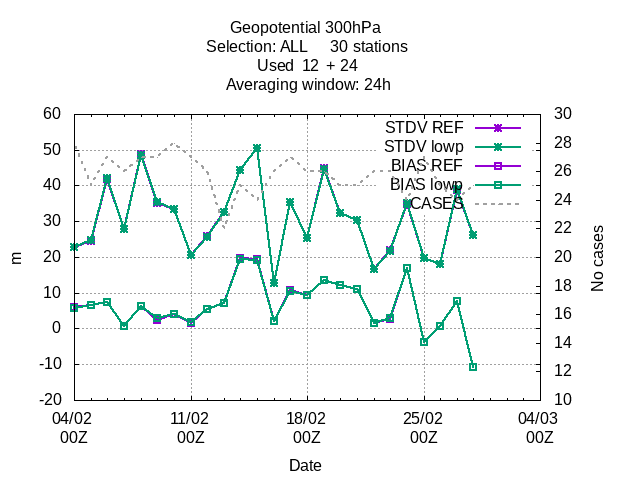 Geopotential 300hPa
Selection: ALL     30 stations
Used  12  + 24
Averaging window: 24h
60
50
40
30
20
10
0
-10
-20
30
28
26
24
22
20
18
16
14
12
10
STDV REF
STDV lowp
BIAS REF
BIAS lowp
CASES
m
No cases
04/02 11/02 18/02 25/02 04/03
00Z 00Z 00Z 00Z 00Z
Date